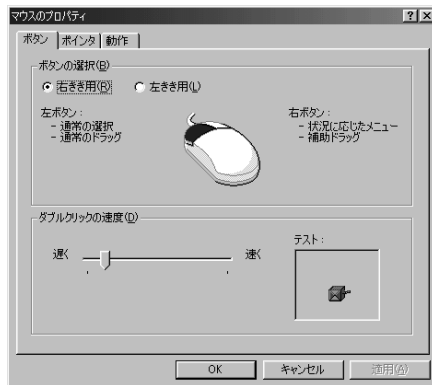 マウスのプロパティ
ボタン ポインタ 動作
ボタンの選択(B)
右きき用(R) 左きき用(L)
左ボタン:
- 通常の選択
- 通常のドラッグ
右ボタン:
- 状況に応じたメニュー
- 補助ドラッグ
ダブルクリックの速度(D)
遅く 速く
テスト:
OK キャンセル 適用(A)